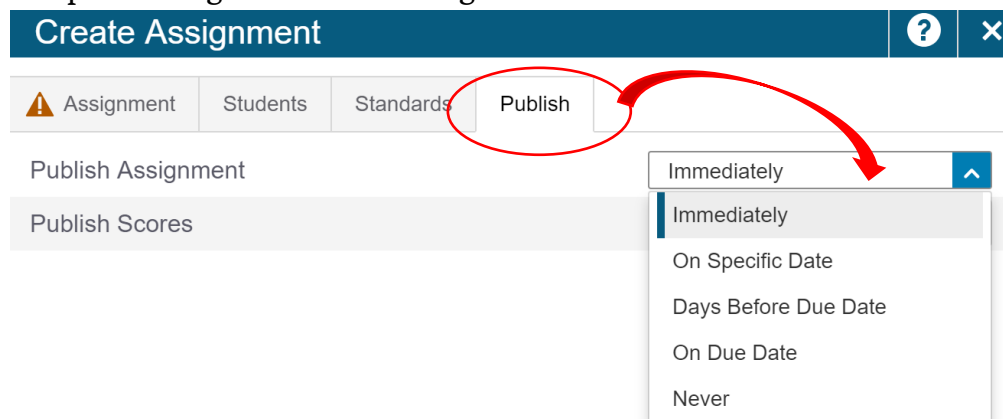 Create Assignment ?
Assignment Students Standards Publish
Publish Assignment Immediately
Publish Scores
Immediately
On Specific Date
Days Before Due Date
On Due Date
Never